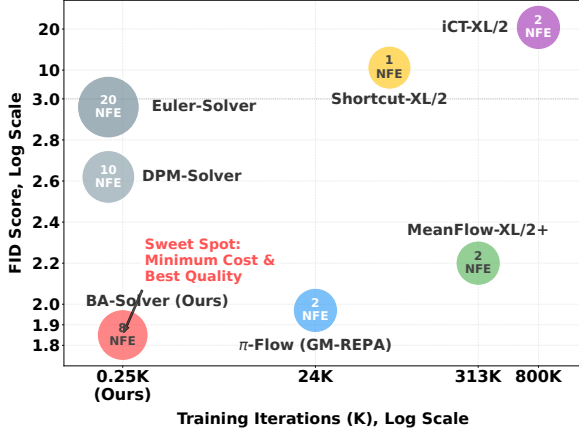 FID Score, Log Scale
20
10
3.0
2.8
2.6
2.4
2.2
2.0
1.9
1.8
iCT-XL/2
2
NFE
1
NFE
Shortcut-XL/2
20
NFE
Euler-Solver
10
NFE
DPM-Solver
MeanFlow-XL/2+
2
NFE
Sweet Spot:
Minimum Cost &
Best Quality
BA-Solver (Ours)
8
NFE
2
NFE
π-Flow (GM-REPA)
0.25K
(Ours)
24K
313K
800K
Training Iterations (K), Log Scale